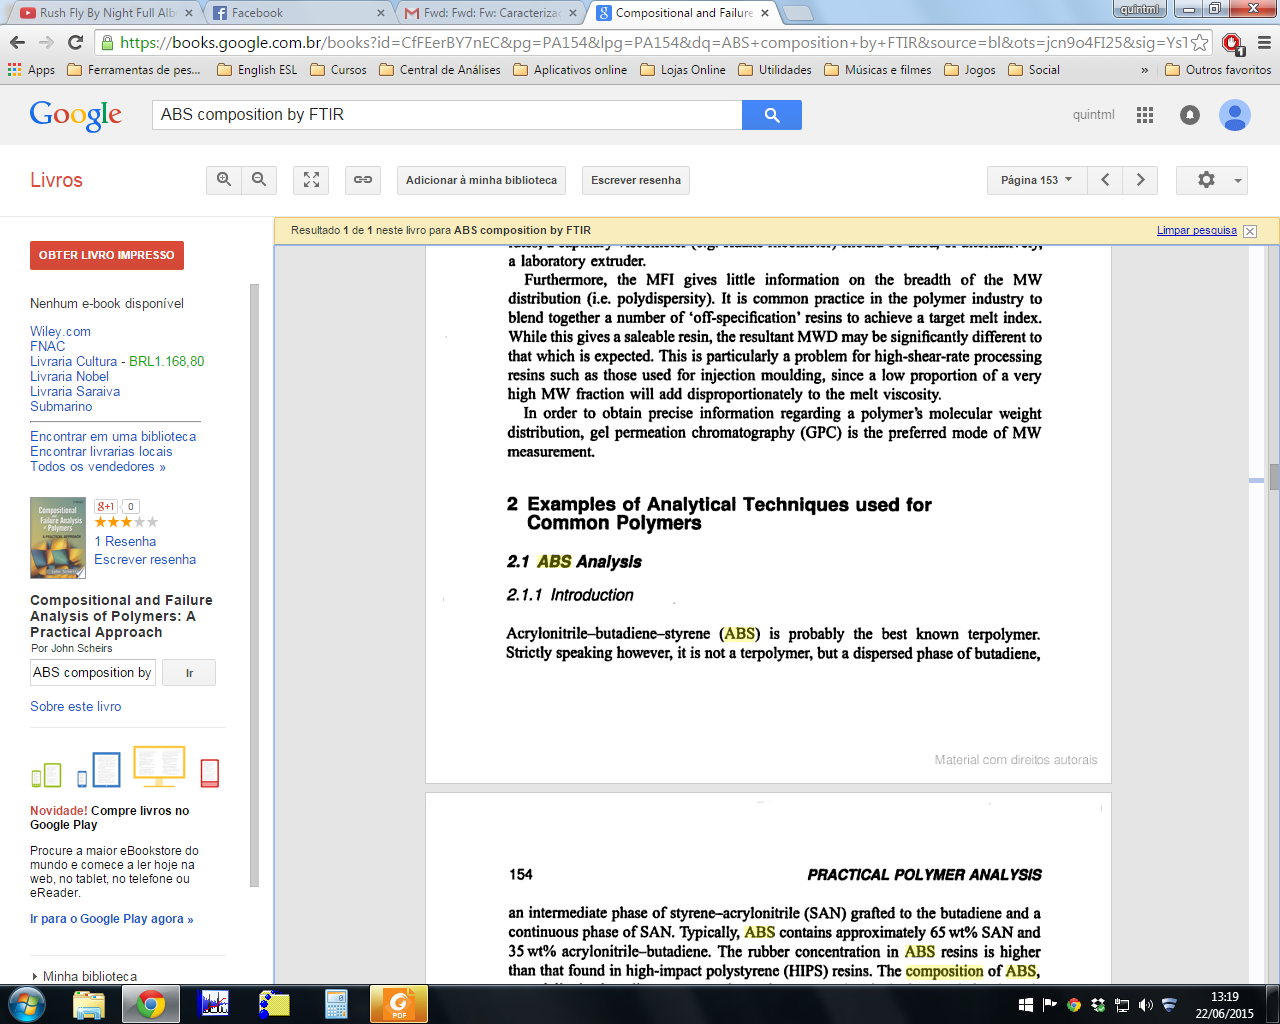 Rush Fly By Night Full Alb
Facebook
Fwd: Fwd: Fw: Caracteriza
Compositional and Failure
quintml
https://books.google.com.br/books?id=CfFEerBY7nEC&pg=PA154&lpg=PA154&dq=ABS+composition+by+FTIR&source=bl&ots=jcn9o4FI25&sig=Ys
1
Apps
Ferramentas de pes...
English ESL
Cursos
Central de Análises
Aplicativos online
Lojas Online
Utilidades
Músicas e filmes
Jogos
Social
»
Outros favoritos
Google
ABS composition by FTIR
quintml
Livros
Adicionar à minha biblioteca
Escrever resenha
Página 153
Resultado 1 de 1 neste livro para ABS composition by FTIR
Limpar pesquisa
OBTER LIVRO IMPRESSO
Nenhum e-book disponível
Wiley.com
FNAC
Livraria Cultura - BRL1.168,80
Livraria Nobel
Livraria Saraiva
Submarino
Encontrar em uma biblioteca
Encontrar livrarias locais
Todos os vendedores »
g+1 0
1 Resenha
Escrever resenha
Compositional and Failure
Analysis of Polymers: A
Practical Approach
Por John Scheirs
ABS composition by
Ir
Sobre este livro
Novidade! Compre livros no
Google Play
Procure a maior eBookstore do
mundo e comece a ler hoje na
web, no tablet, no telefone ou
eReader.
Ir para o Google Play agora »
Minha biblioteca
a laboratory extruder.
Furthermore, the MFI gives little information on the breadth of the MW
distribution (i.e. polydispersity). It is common practice in the polymer industry to
blend together a number of 'off-specification' resins to achieve a target melt index.
While this gives a saleable resin, the resultant MWD may be significantly different to
that which is expected. This is particularly a problem for high-shear-rate processing
resins such as those used for injection moulding, since a low proportion of a very
high MW fraction will add disproportionately to the melt viscosity.
In order to obtain precise information regarding a polymer's molecular weight
distribution, gel permeation chromatography (GPC) is the preferred mode of MW
measurement.
2 Examples of Analytical Techniques used for
Common Polymers
2.1 ABS Analysis
2.1.1 Introduction
Acrylonitrile–butadiene–styrene (ABS) is probably the best known terpolymer.
Strictly speaking however, it is not a terpolymer, but a dispersed phase of butadiene,
Material com direitos autorais
154
PRACTICAL POLYMER ANALYSIS
an intermediate phase of styrene–acrylonitrile (SAN) grafted to the butadiene and a
continuous phase of SAN. Typically, ABS contains approximately 65 wt% SAN and
35 wt% acrylonitrile–butadiene. The rubber concentration in ABS resins is higher
than that found in high-impact polystyrene (HIPS) resins. The composition of ABS,
PDF
13:19
22/06/2015